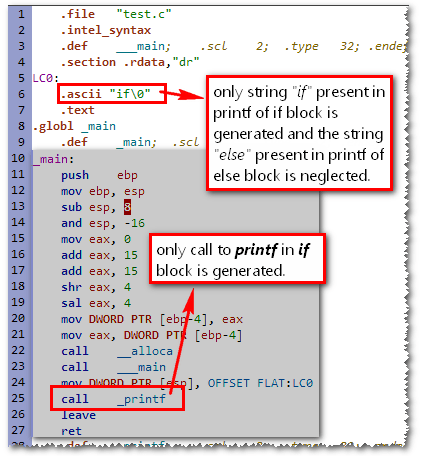 1 .file "test.c"
2 .intel_syntax
3 .def ___main; .scl 2; .type 32; .ende
4 .section .rdata,"dr"
5 LC0:
6 .ascii "if\0"
7 .text
8 .globl _main
9 .def _main; .scl
10 _main:
11 push ebp
12 mov ebp, esp
13 sub esp, 8
14 and esp, -16
15 mov eax, 0
16 add eax, 15
17 add eax, 15
18 shr eax, 4
19 sal eax, 4
20 mov DWORD PTR [ebp-4], eax
21 mov eax, DWORD PTR [ebp-4]
22 call __alloca
23 call ___main
24 mov DWORD PTR [esp], OFFSET FLAT:LC0
25 call _printf
26 leave
27 ret
only string "if" present in
printf of if block is
generated and the string
"else" present in printf of
else block is neglected.
only call to printf in if
block is generated.